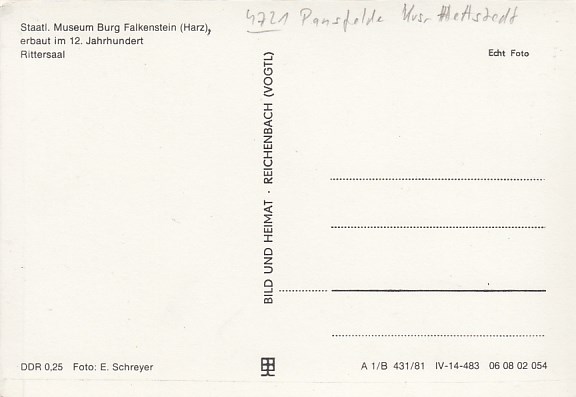 4721 Pansfelde Kreis Hettstedt
Staatl. Museum Burg Falkenstein (Harz),
erbaut im 12. Jahrhundert
Rittersaal
Echt Foto
BILD UND HEIMAT · REICHENBACH (VOGTL)
DDR 0,25 Foto: E. Schreyer
A 1/B 431/81 IV-14-483 06 08 02 054